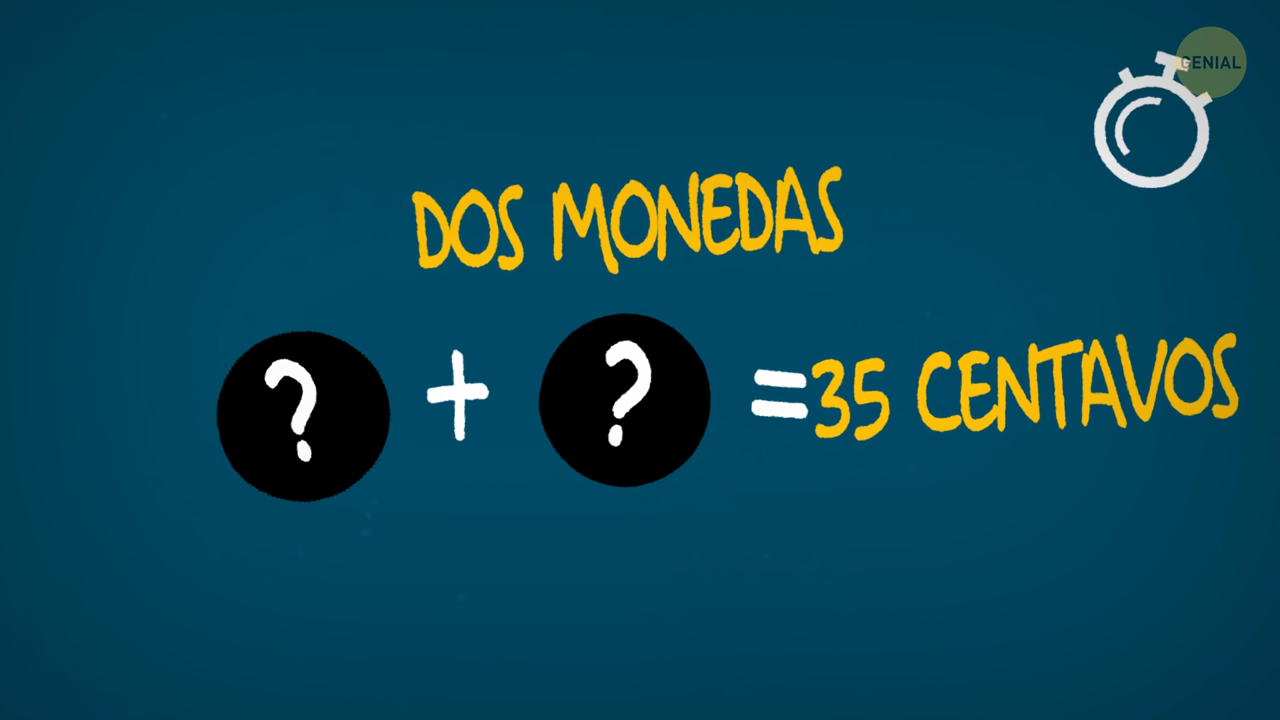 GENIAL
DOS MONEDAS
? + ? = 35 CENTAVOS